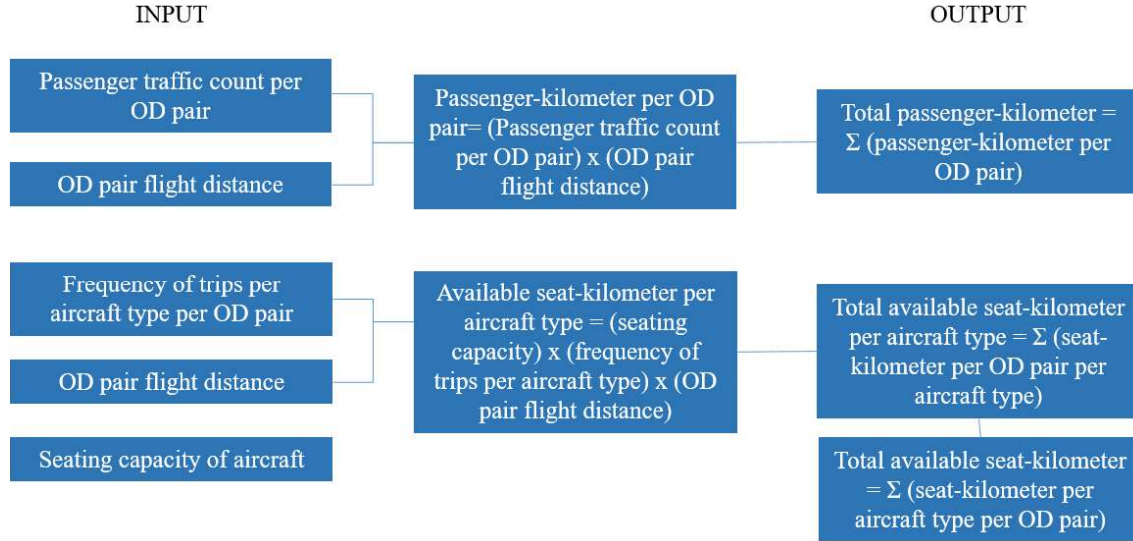 INPUT
OUTPUT
Passenger traffic count per
OD pair
OD pair flight distance
Passenger-kilometer per OD
pair= (Passenger traffic count
per OD pair) x (OD pair
flight distance)
Total passenger-kilometer =
Σ (passenger-kilometer per
OD pair)
Frequency of trips per
aircraft type per OD pair
OD pair flight distance
Seating capacity of aircraft
Available seat-kilometer per
aircraft type = (seating
capacity) x (frequency of
trips per aircraft type) x (OD
pair flight distance)
Total available seat-kilometer
per aircraft type = Σ (seat-
kilometer per OD pair per
aircraft type)
Total available seat-kilometer
= Σ (seat-kilometer per
aircraft type per OD pair)